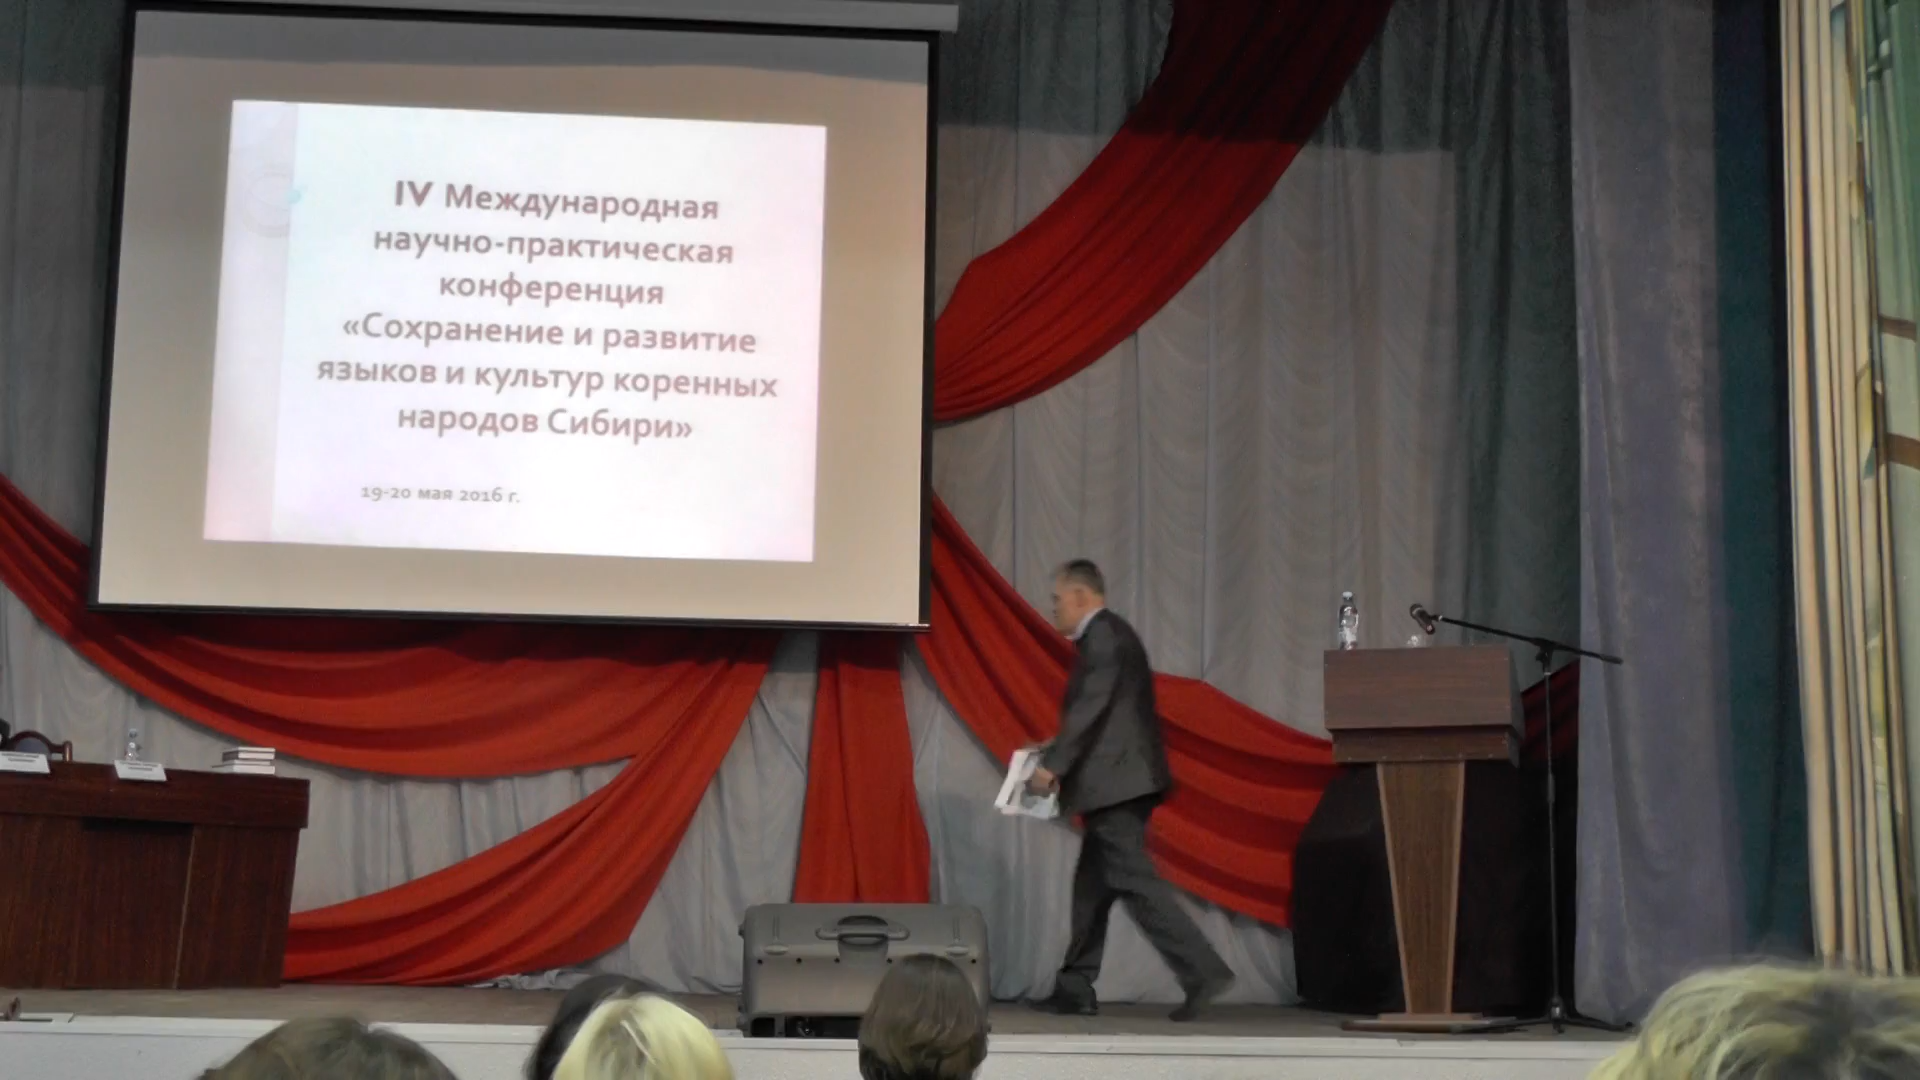 IV Международная
научно-практическая
конференция
«Сохранение и развитие
языков и культур коренных
народов Сибири»
19-20 мая 2016 г.